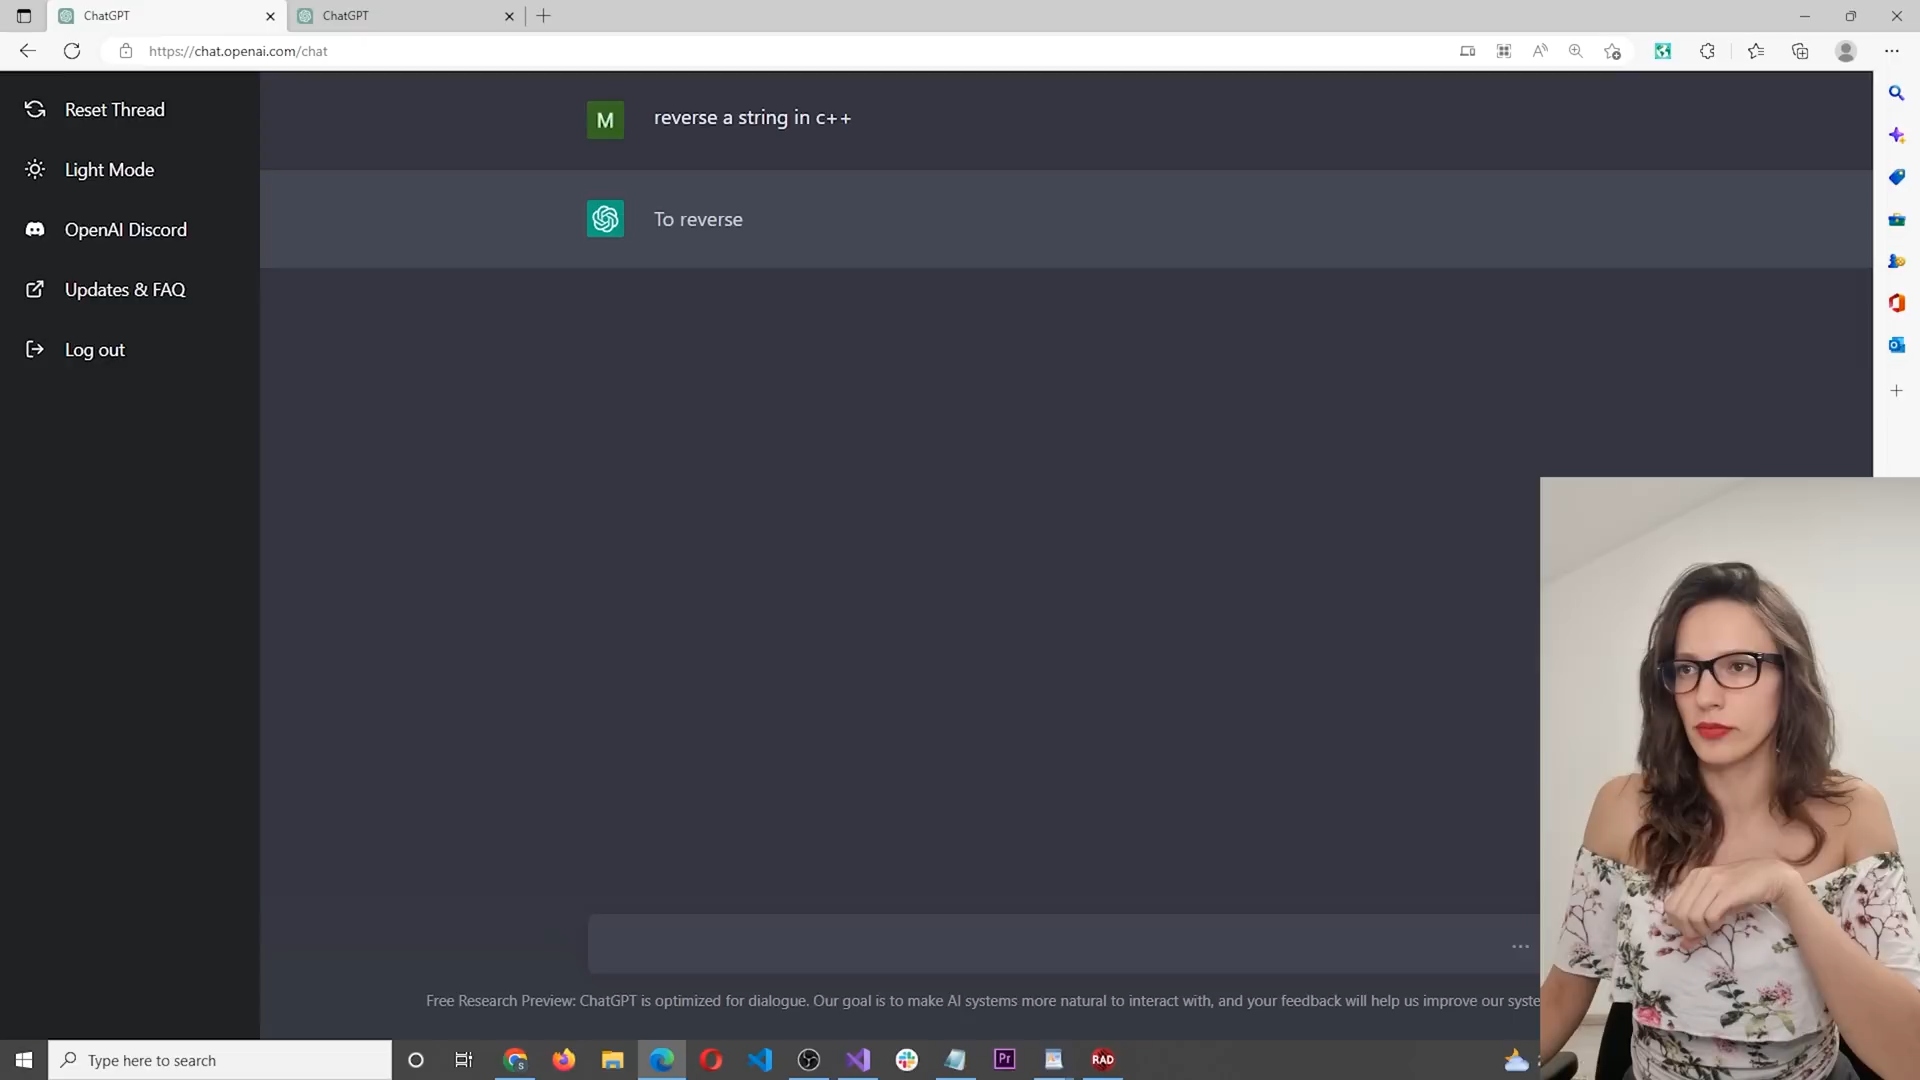 ChatGPT
ChatGPT
https://chat.openai.com/chat
Reset Thread
Light Mode
OpenAI Discord
Updates & FAQ
Log out
M
reverse a string in c++
To reverse
Free Research Preview: ChatGPT is optimized for dialogue. Our goal is to make AI systems more natural to interact with, and your feedback will help us improve our syste
Type here to search
Pr
RAD